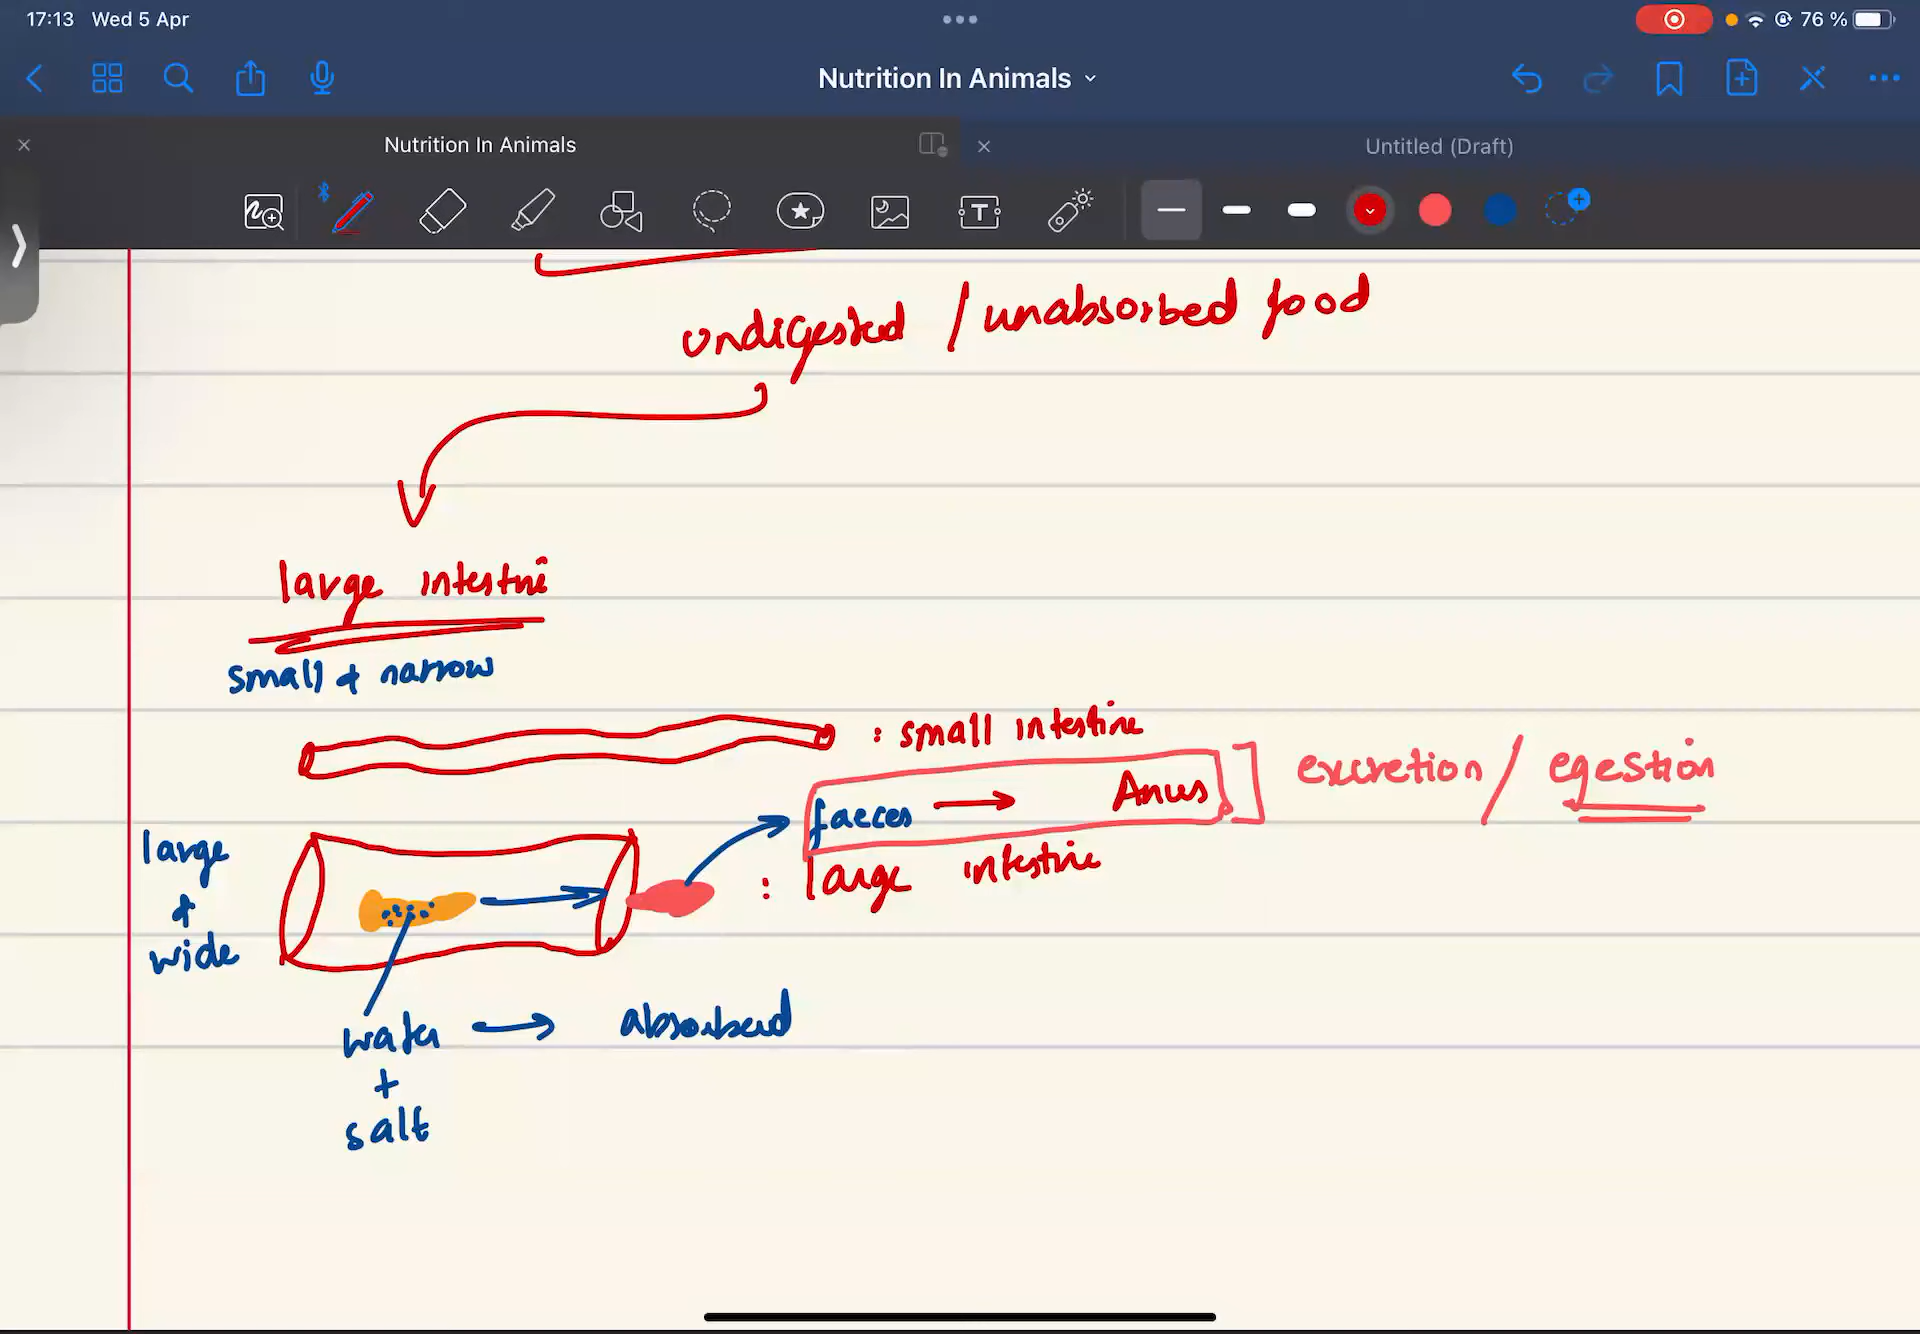 17:13 Wed 5 Apr
76 %
Nutrition In Animals
Nutrition In Animals
Untitled (Draft)
T
undigested / unabsorbed food
large intestine
small & narrow
: small intestine
faeces → Anus
excretion / egestion
: large intestine
large
&
wide
water → absorbed
+
salt